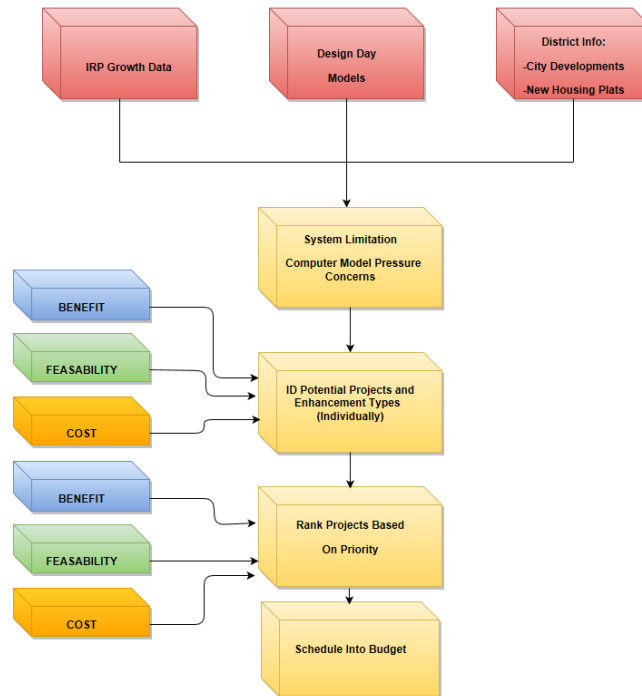 IRP Growth Data
Design Day
Models
District Info:
-City Developments
-New Housing Plats
System Limitation
Computer Model Pressure
Concerns
BENEFIT
FEASABILITY
COST
ID Potential Projects and
Enhancement Types
(Individually)
BENEFIT
FEASABILITY
COST
Rank Projects Based
On Priority
Schedule Into Budget